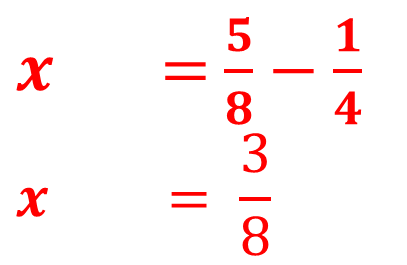 x = 5/8 − 1/4
x = 3/8